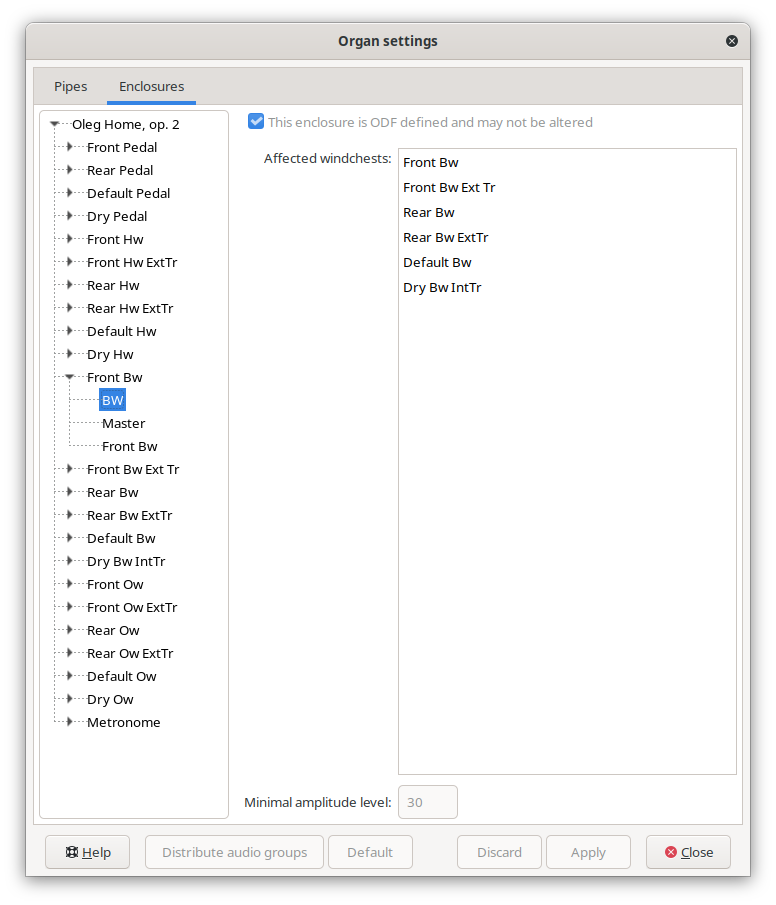 Organ settings
Pipes
Enclosures
Oleg Home, op. 2
Front Pedal
Rear Pedal
Default Pedal
Dry Pedal
Front Hw
Front Hw ExtTr
Rear Hw
Rear Hw ExtTr
Default Hw
Dry Hw
Front Bw
BW
Master
Front Bw
Front Bw Ext Tr
Rear Bw
Rear Bw ExtTr
Default Bw
Dry Bw IntTr
Front Ow
Front Ow ExtTr
Rear Ow
Rear Ow ExtTr
Default Ow
Dry Ow
Metronome
This enclosure is ODF defined and may not be altered
Affected windchests:
Front Bw
Front Bw Ext Tr
Rear Bw
Rear Bw ExtTr
Default Bw
Dry Bw IntTr
Minimal amplitude level: 30
Help
Distribute audio groups
Default
Discard
Apply
Close